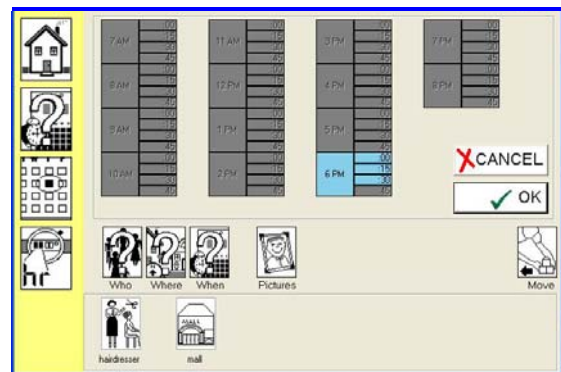 7 AM :00 11 AM :00 3 PM :00 7 PM :00
:15 :15 :15 :15
:30 :30 :30 :30
:45 :45 :45 :45
8 AM :00 12 PM :00 4 PM :00 8 PM :00
:15 :15 :15 :15
:30 :30 :30 :30
:45 :45 :45 :45
9 AM :00 1 PM :00 5 PM :00
:15 :15 :15
:30 :30 :30
:45 :45 :45
10 AM :00 2 PM :00 6 PM :00
:15 :15 :15
:30 :30 :30
:45 :45 :45
CANCEL
OK
hr
Who Where When Pictures Move
MALL
hairdresser mall